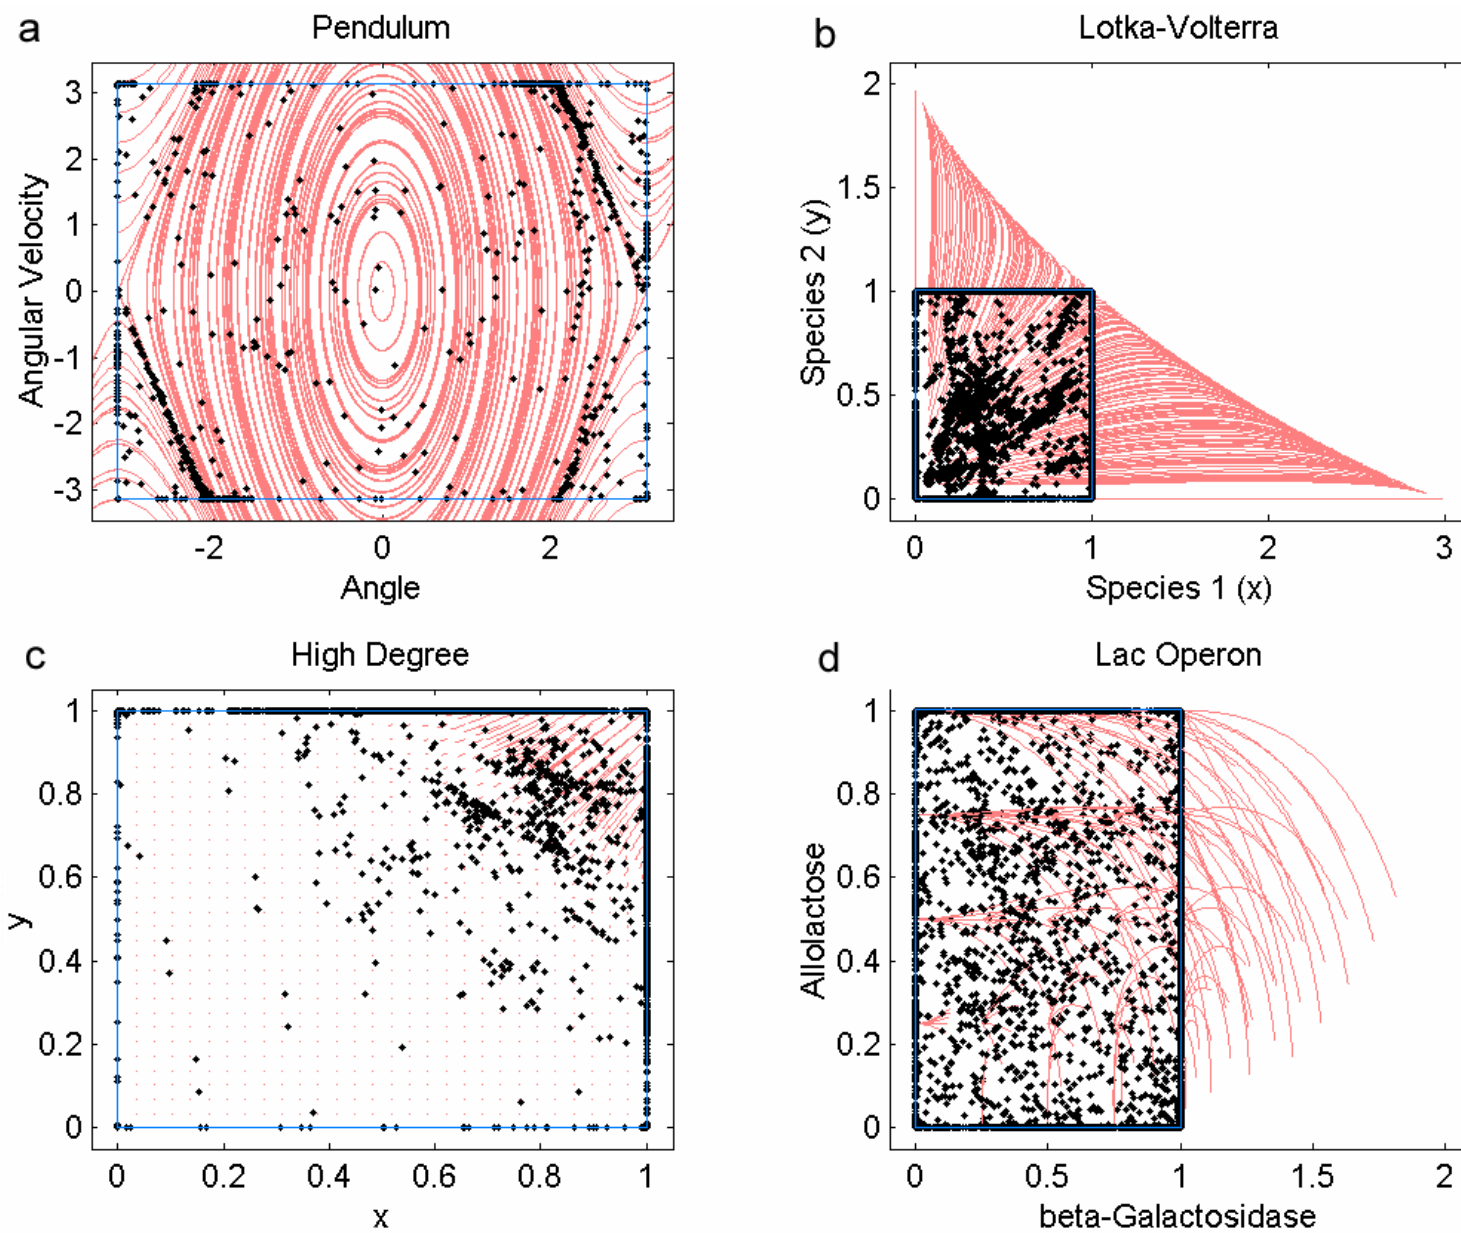 a
Pendulum
3
2
1
0
-1
-2
-3
Angular Velocity
-2 0 2
Angle
b
Lotka-Volterra
2
1.5
1
0.5
0
Species 2 (y)
0 1 2 3
Species 1 (x)
c
High Degree
1
0.8
0.6
0.4
0.2
0
y
0 0.2 0.4 0.6 0.8 1
x
d
Lac Operon
1
0.8
0.6
0.4
0.2
0
Allolactose
0 0.5 1 1.5 2
beta-Galactosidase